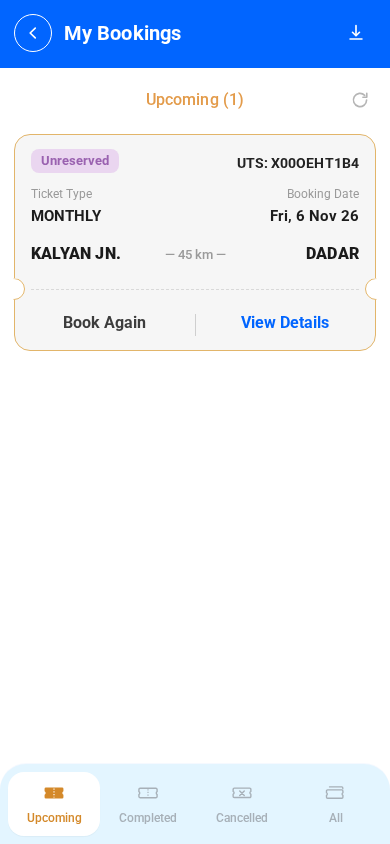 My Bookings
Upcoming (1)
Unreserved
UTS: X00OEHT1B4
Ticket Type
Booking Date
MONTHLY
Fri, 6 Nov 26
KALYAN JN.
— 45 km —
DADAR
Book Again
View Details
Upcoming
Completed
Cancelled
All